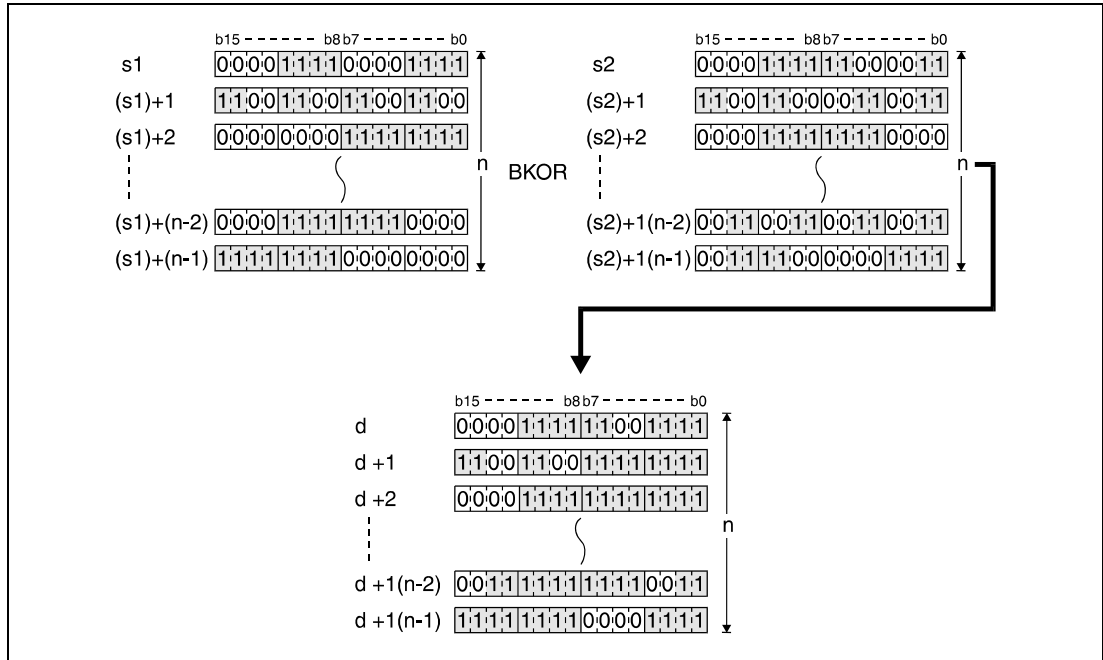 b15 ------- b8 b7 ------- b0
s1 0000111100001111
(s1)+1 1100110011001100
(s1)+2 0000000011111111
(s1)+(n-2) 0000111111110000
(s1)+(n-1) 1111111100000000
n
BKOR
b15 ------- b8 b7 ------- b0
s2 0000111111000011
(s2)+1 1100110000110011
(s2)+2 0000111111110000
(s2)+1(n-2) 0011001100110011
(s2)+1(n-1) 0011110000001111
n
b15 ------- b8 b7 ------- b0
d 0000111111001111
d +1 1100110011111111
d +2 0000111111111111
d +1(n-2) 0011111111110011
d +1(n-1) 1111111100001111
n